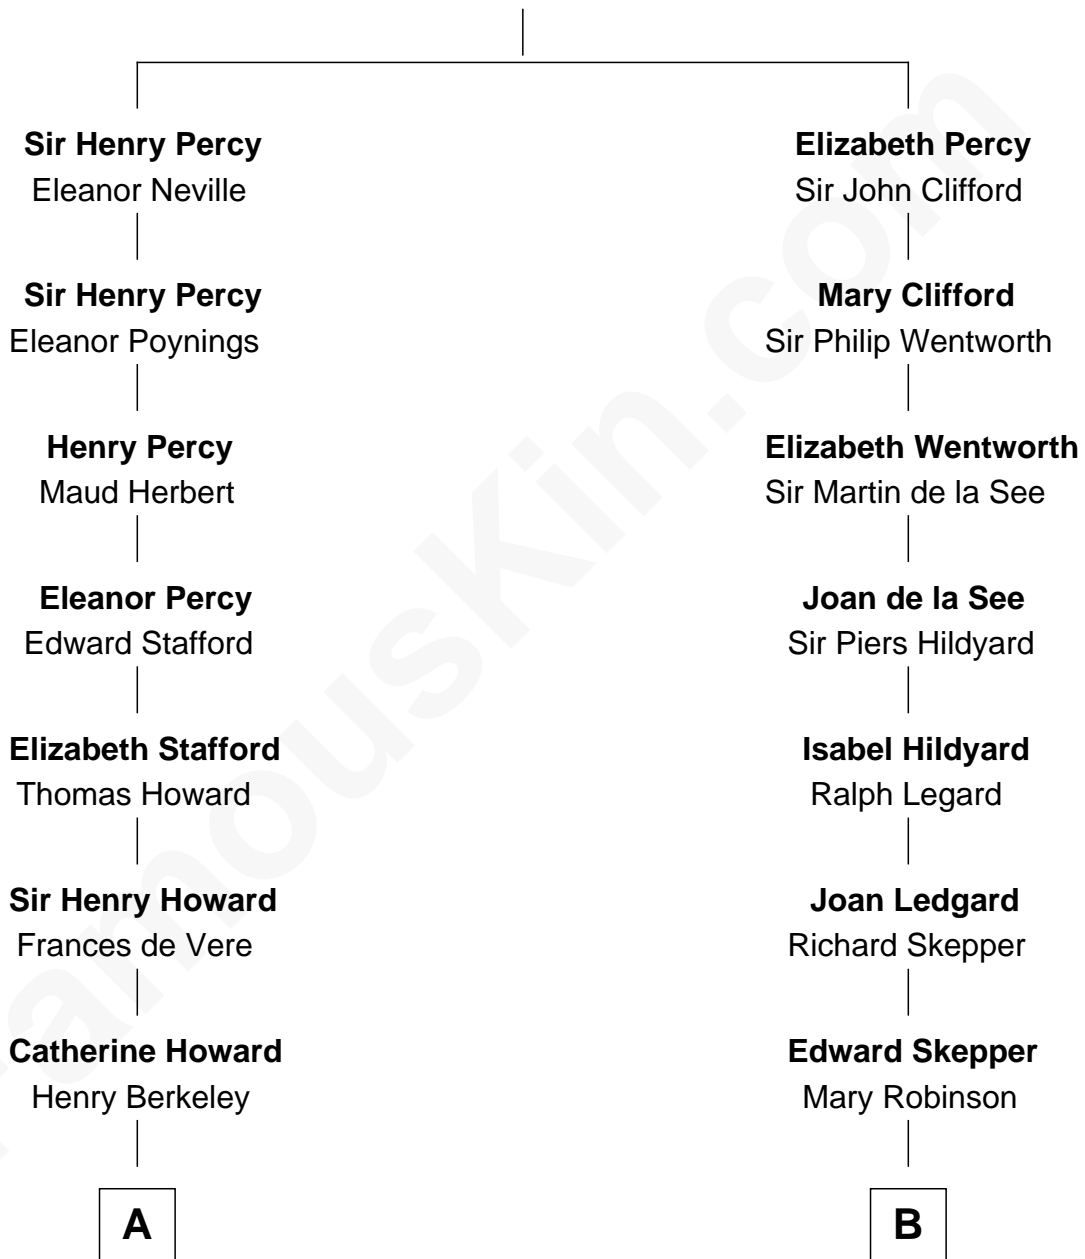 Sir Henry Percy
Eleanor Neville
Sir Henry Percy
Eleanor Poynings
Henry Percy
Maud Herbert
Eleanor Percy
Edward Stafford
Elizabeth Stafford
Thomas Howard
Sir Henry Howard
Frances de Vere
Catherine Howard
Henry Berkeley
A
Elizabeth Percy
Sir John Clifford
Mary Clifford
Sir Philip Wentworth
Elizabeth Wentworth
Sir Martin de la See
Joan de la See
Sir Piers Hildyard
Isabel Hildyard
Ralph Legard
Joan Ledgard
Richard Skepper
Edward Skepper
Mary Robinson
B
FamousKin.com